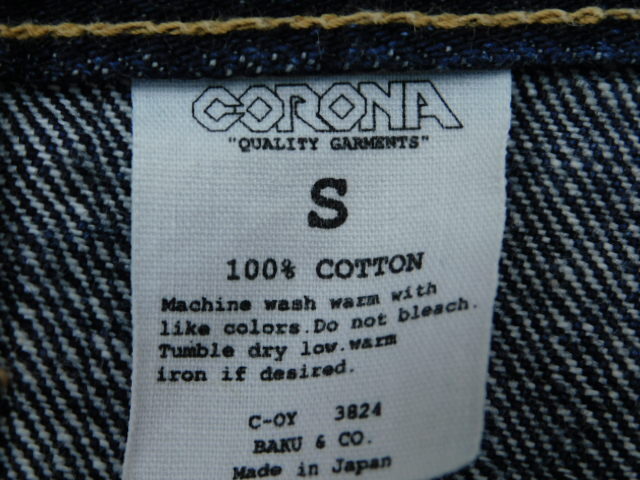 CORONA
"QUALITY GARMENTS"
S
100% COTTON
Machine wash warm with
like colors.Do not bleach.
Tumble dry low.warm
iron if desired.
C-OY 3824
BAKU & CO.
Made in Japan